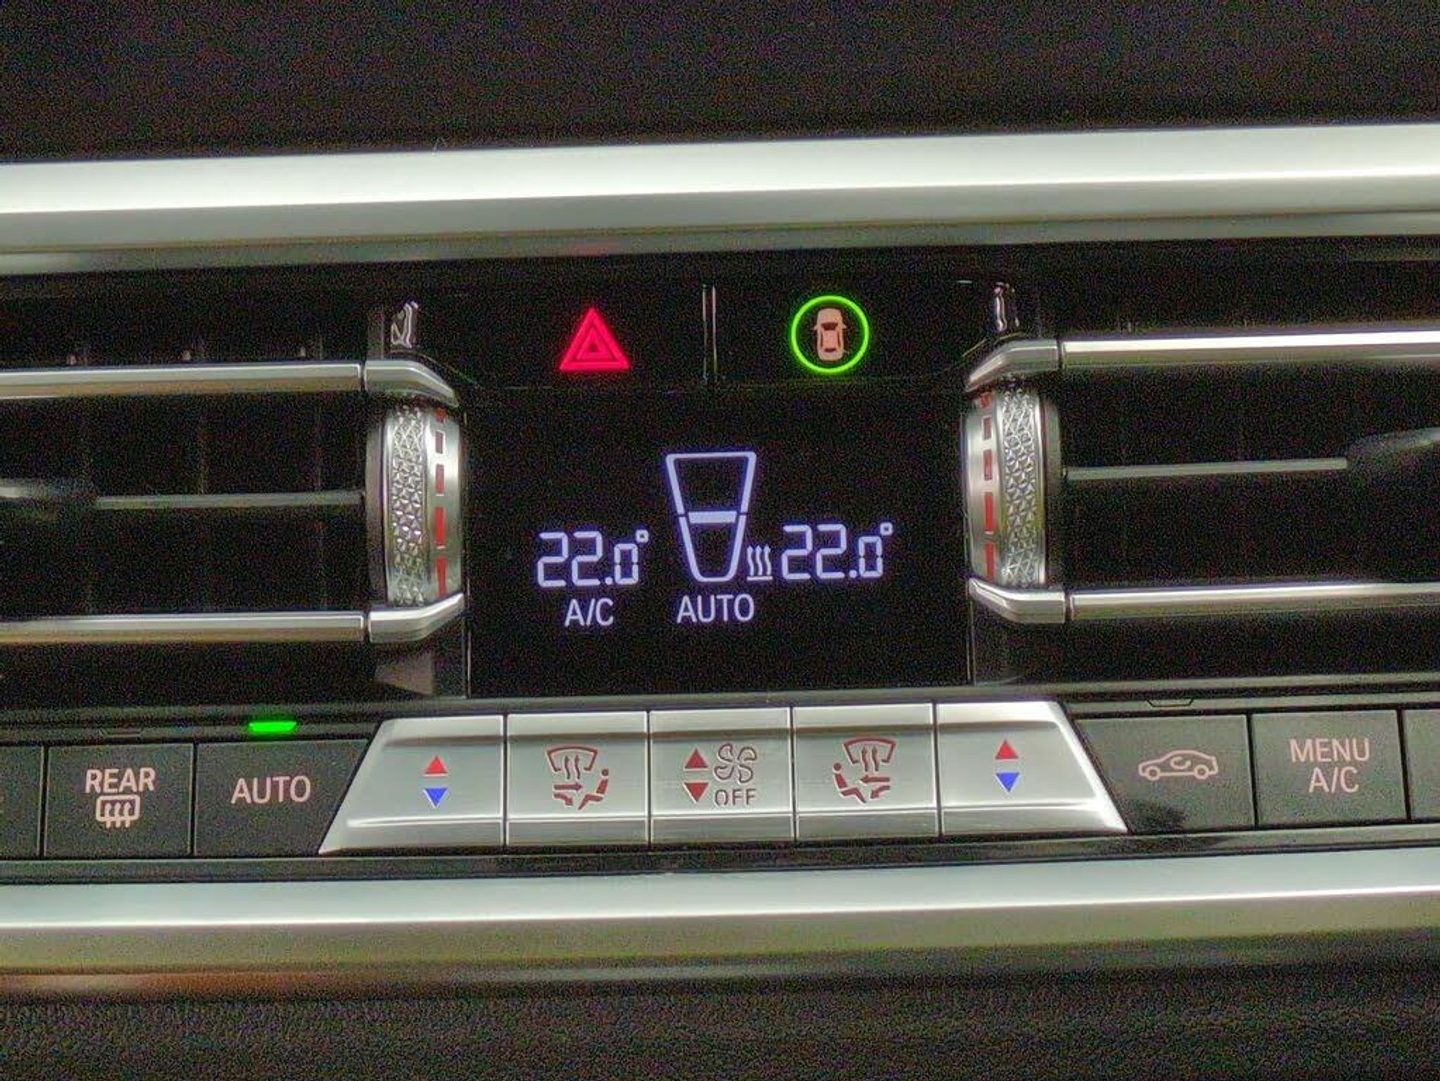 22.0° 22.0°
A/C AUTO
REAR
AUTO
OFF
MENU
A/C